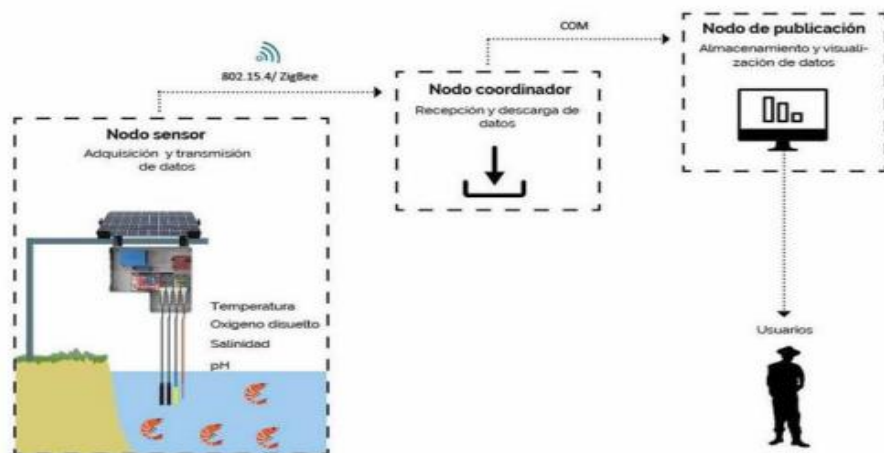 Nodo sensor
Adquisición y transmisión
de datos
Temperatura
Oxigeno disuelto
Salinidad
pH
802.15.4/ ZigBee
Nodo coordinador
Recepción y descarga de
datos
COM
Nodo de publicación
Almacenamiento y visuali-
zación de datos
Usuarios